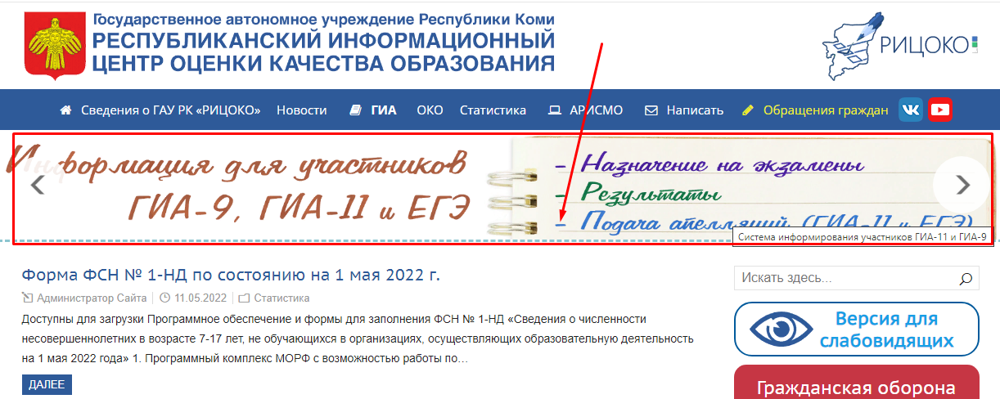 Государственное автономное учреждение Республики Коми
РЕСПУБЛИКАНСКИЙ ИНФОРМАЦИОННЫЙ
ЦЕНТР ОЦЕНКИ КАЧЕСТВА ОБРАЗОВАНИЯ
РИЦОКО
Сведения о ГАУ РК «РИЦОКО» Новости ГИА ОКО Статистика АРИСМО Написать Обращения граждан
Информация для участников
ГИА-9, ГИА-11 и ЕГЭ
- Назначение на экзамены
- Результаты
- Подача апелляций (ГИА-11 и ЕГЭ)
Система информирования участников ГИА-11 и ГИА-9
Форма ФСН № 1-НД по состоянию на 1 мая 2022 г.
Администратор Сайта 11.05.2022 Статистика
Доступны для загрузки Программное обеспечение и формы для заполнения ФСН № 1-НД «Сведения о численности
несовершеннолетних в возрасте 7-17 лет, не обучающихся в организациях, осуществляющих образовательную деятельность
на 1 мая 2022 года» 1. Программный комплекс МОРФ с возможностью работы по…
ДАЛЕЕ
Искать здесь...
Версия для
слабовидящих
Гражданская оборона